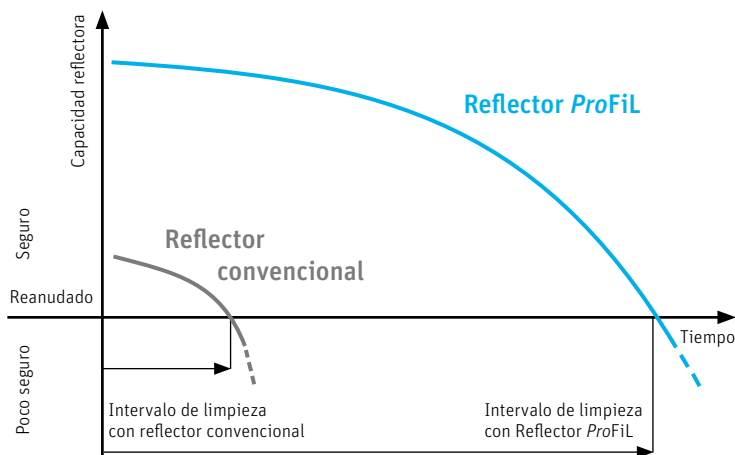 Capacidad reflectora
Reflector ProFiL
Seguro
Reflector
convencional
Reanudado
Tiempo
Poco seguro
Intervalo de limpieza
con reflector convencional
Intervalo de limpieza
con Reflector ProFiL